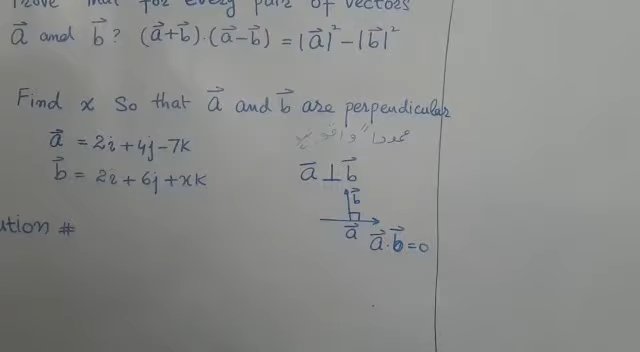 Prove that for every pair of vectors
a⃗ and b⃗? (a⃗+b⃗).(a⃗-b⃗) = |a⃗|²-|b⃗|²
Find x So that a⃗ and b⃗ are perpendicular
a⃗ = 2i+4j-7k
b⃗ = 2i+6j+xk
a⃗⊥b⃗
b⃗
a⃗
a⃗.b⃗=0
ution #